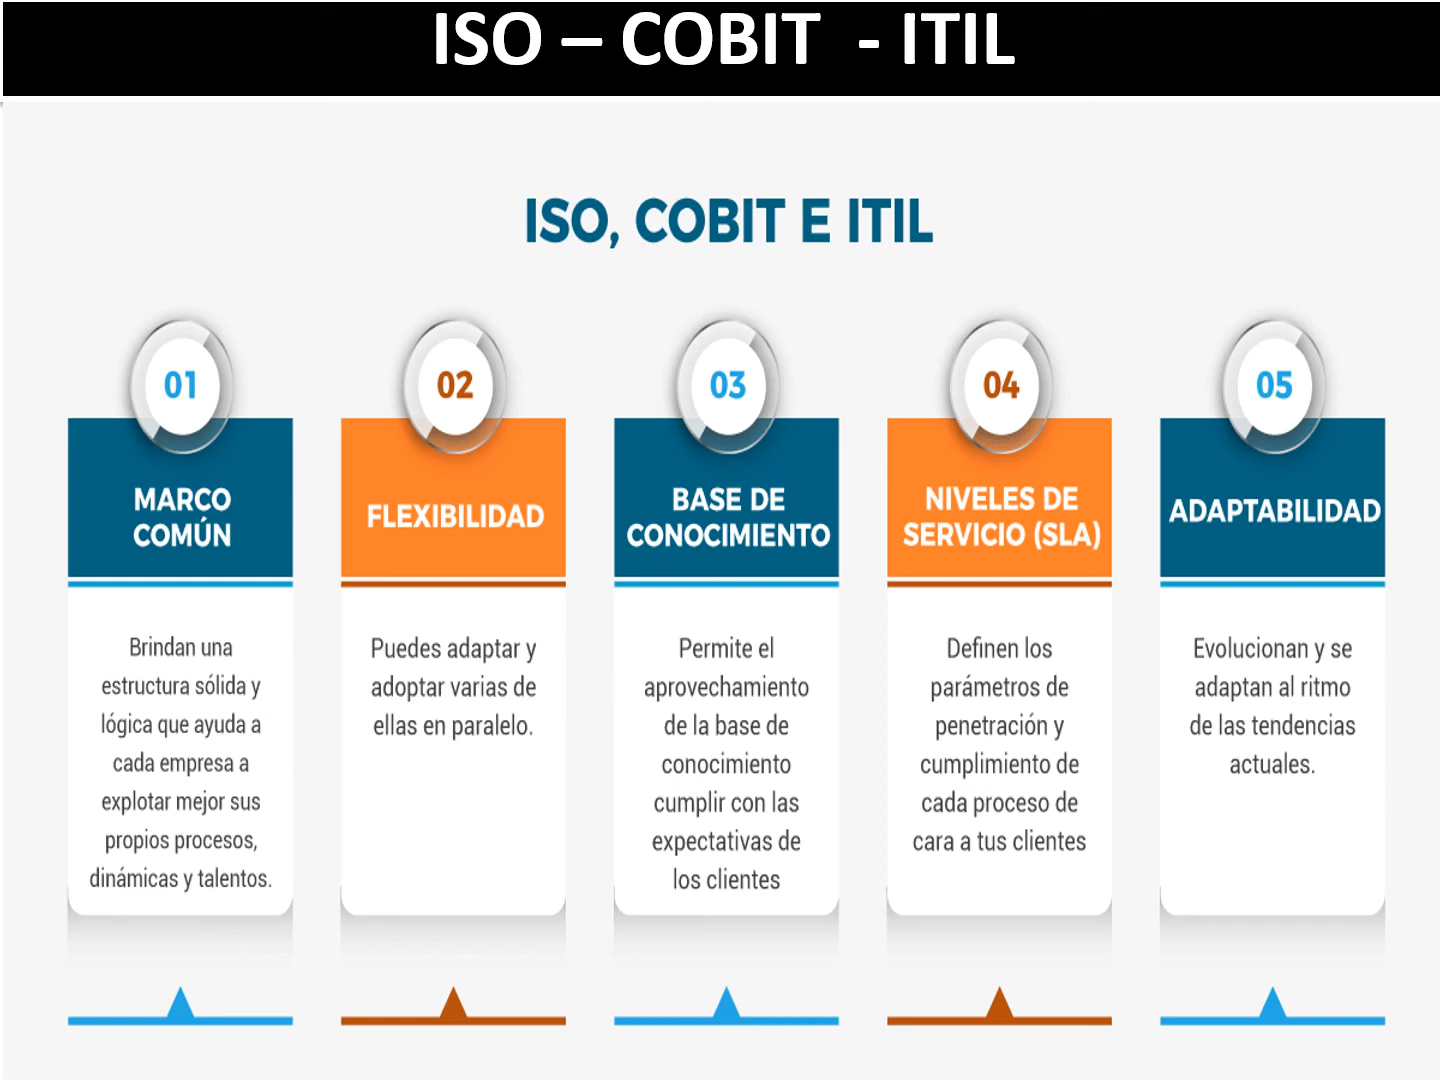 ISO – COBIT - ITIL
ISO, COBIT E ITIL
01
MARCO
COMÚN
Brindan una
estructura sólida y
lógica que ayuda a
cada empresa a
explotar mejor sus
propios procesos,
dinámicas y talentos.
02
FLEXIBILIDAD
Puedes adaptar y
adoptar varias de
ellas en paralelo.
03
BASE DE
CONOCIMIENTO
Permite el
aprovechamiento
de la base de
conocimiento
cumplir con las
expectativas de
los clientes
04
NIVELES DE
SERVICIO (SLA)
Definen los
parámetros de
penetración y
cumplimiento de
cada proceso de
cara a tus clientes
05
ADAPTABILIDAD
Evolucionan y se
adaptan al ritmo
de las tendencias
actuales.